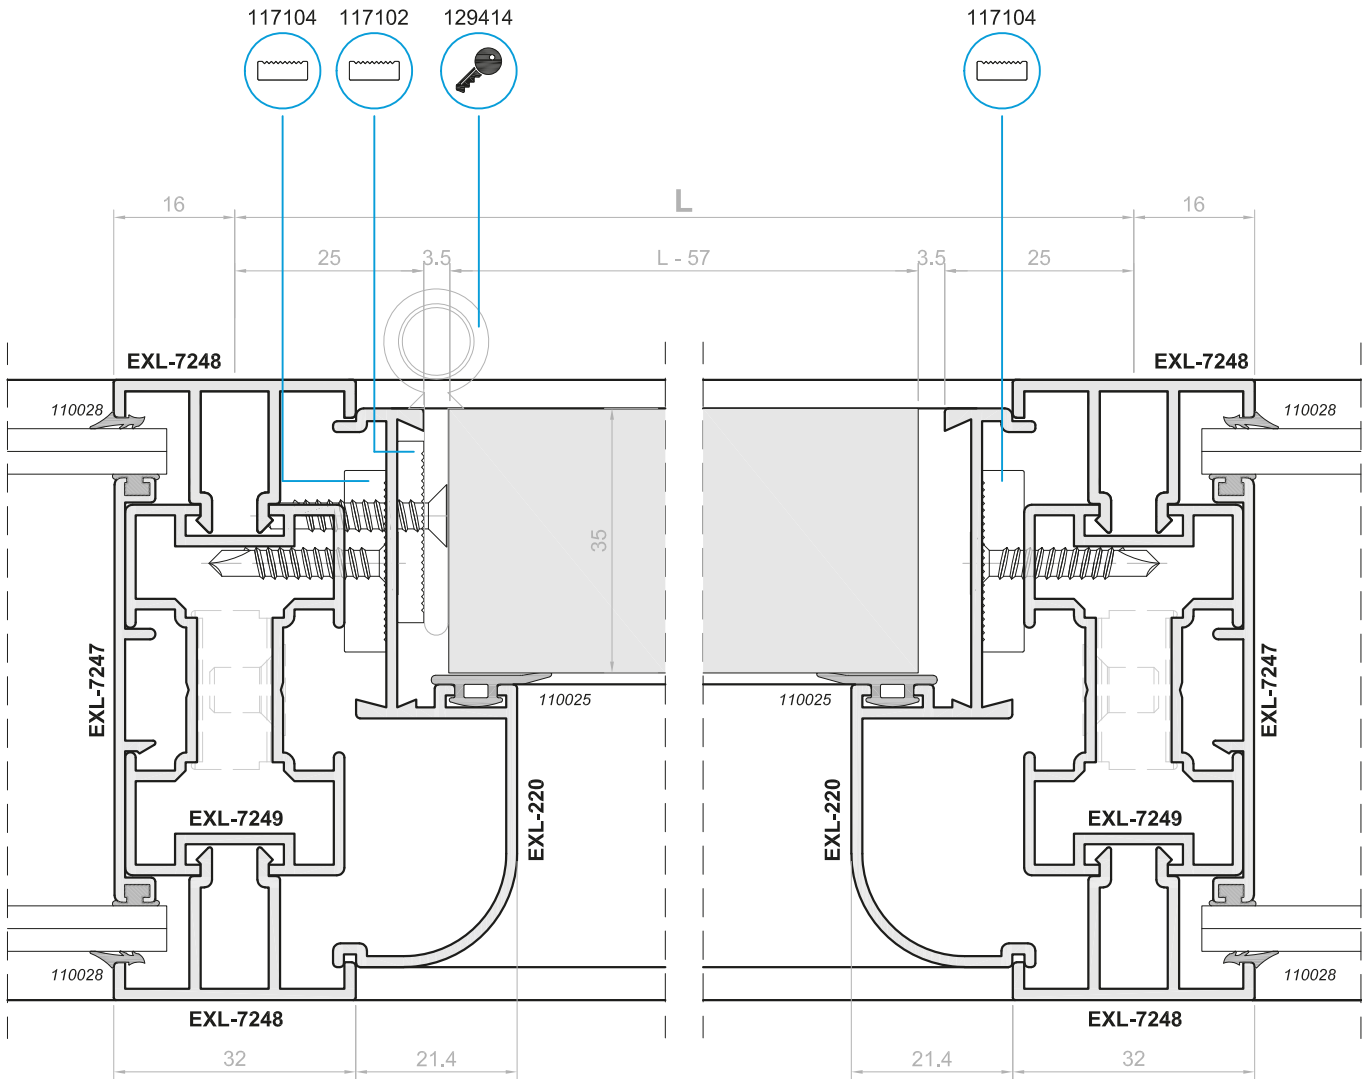 117104 117102 129414 117104
16 L 16
25 3.5 L - 57 3.5 25
EXL-7248 EXL-7248
110028 110028
35
EXL-7247 EXL-7247
110025 110025
EXL-220 EXL-220
EXL-7249 EXL-7249
110028 110028
EXL-7248 EXL-7248
32 21.4 21.4 32